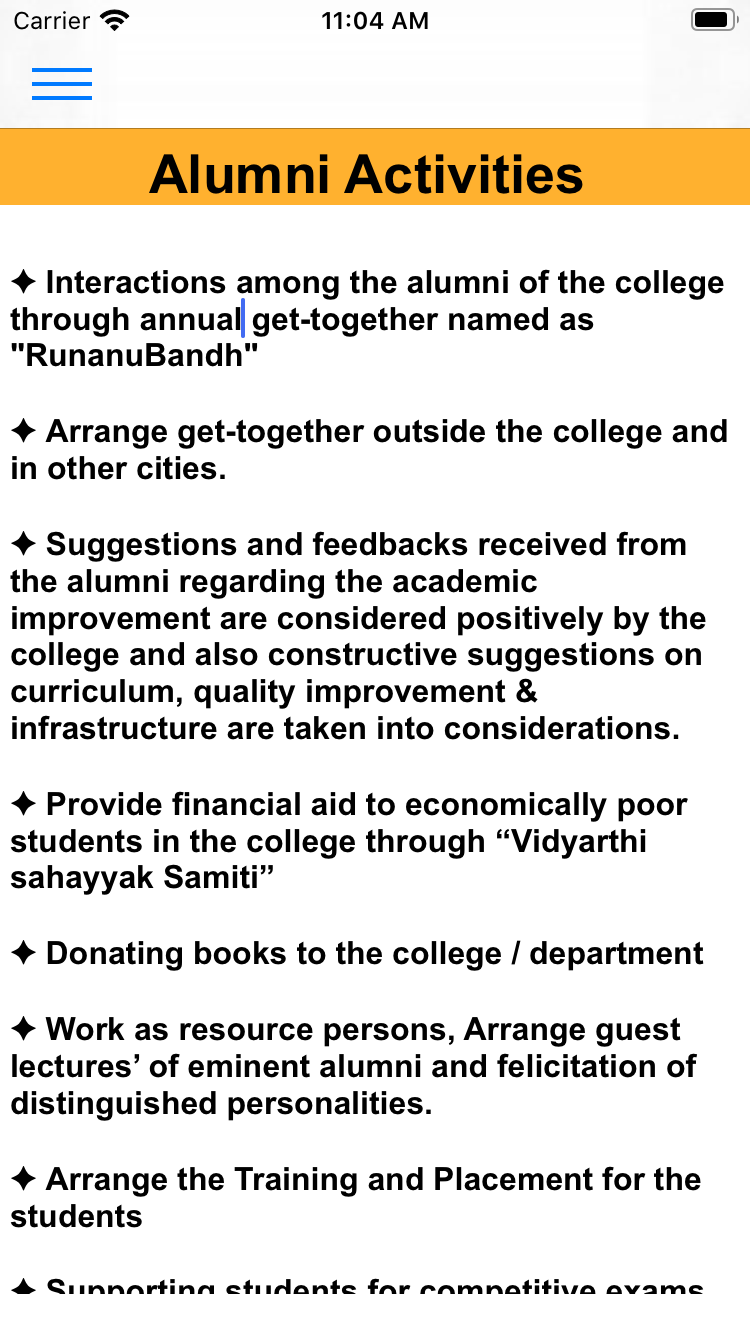 Carrier 11:04 AM
Alumni Activities
✦ Interactions among the alumni of the college
through annual get-together named as
"RunanuBandh"
✦ Arrange get-together outside the college and
in other cities.
✦ Suggestions and feedbacks received from
the alumni regarding the academic
improvement are considered positively by the
college and also constructive suggestions on
curriculum, quality improvement &
infrastructure are taken into considerations.
✦ Provide financial aid to economically poor
students in the college through “Vidyarthi
sahayyak Samiti”
✦ Donating books to the college / department
✦ Work as resource persons, Arrange guest
lectures’ of eminent alumni and felicitation of
distinguished personalities.
✦ Arrange the Training and Placement for the
students
✦ Supporting students for competitive exams